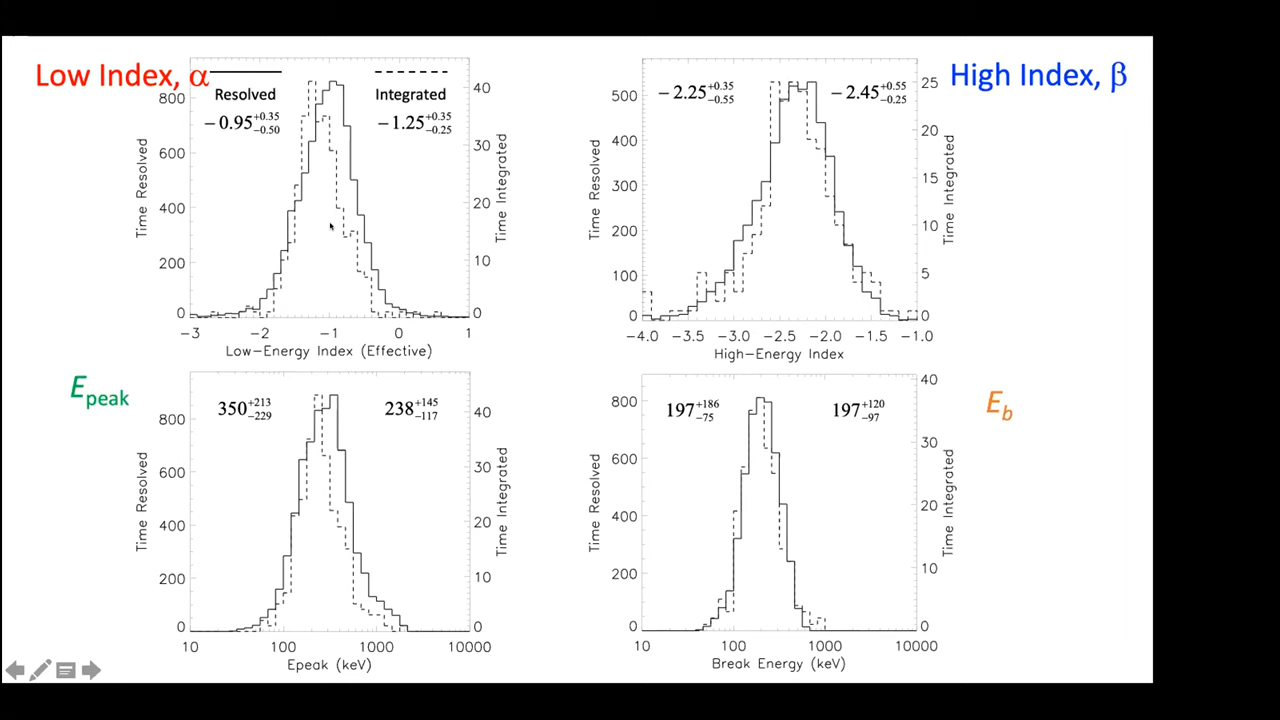 Low Index, α
Resolved
Integrated
−0.95 +0.35 −0.50
−1.25 +0.35 −0.25
Time Resolved
800
600
400
200
0
Time Integrated
40
30
20
10
0
−3 −2 −1 0 1
Low−Energy Index (Effective)
High Index, β
−2.25 +0.35 −0.55
−2.45 +0.55 −0.25
Time Resolved
500
400
300
200
100
0
Time Integrated
25
20
15
10
5
0
−4.0 −3.5 −3.0 −2.5 −2.0 −1.5 −1.0
High−Energy Index
Epeak
350 +213 −229
238 +145 −117
Time Resolved
800
600
400
200
0
Time Integrated
40
30
20
10
0
10 100 1000 10000
Epeak (keV)
Eb
197 +186 −75
197 +120 −97
Time Resolved
800
600
400
200
0
Time Integrated
40
30
20
10
0
10 100 1000 10000
Break Energy (keV)